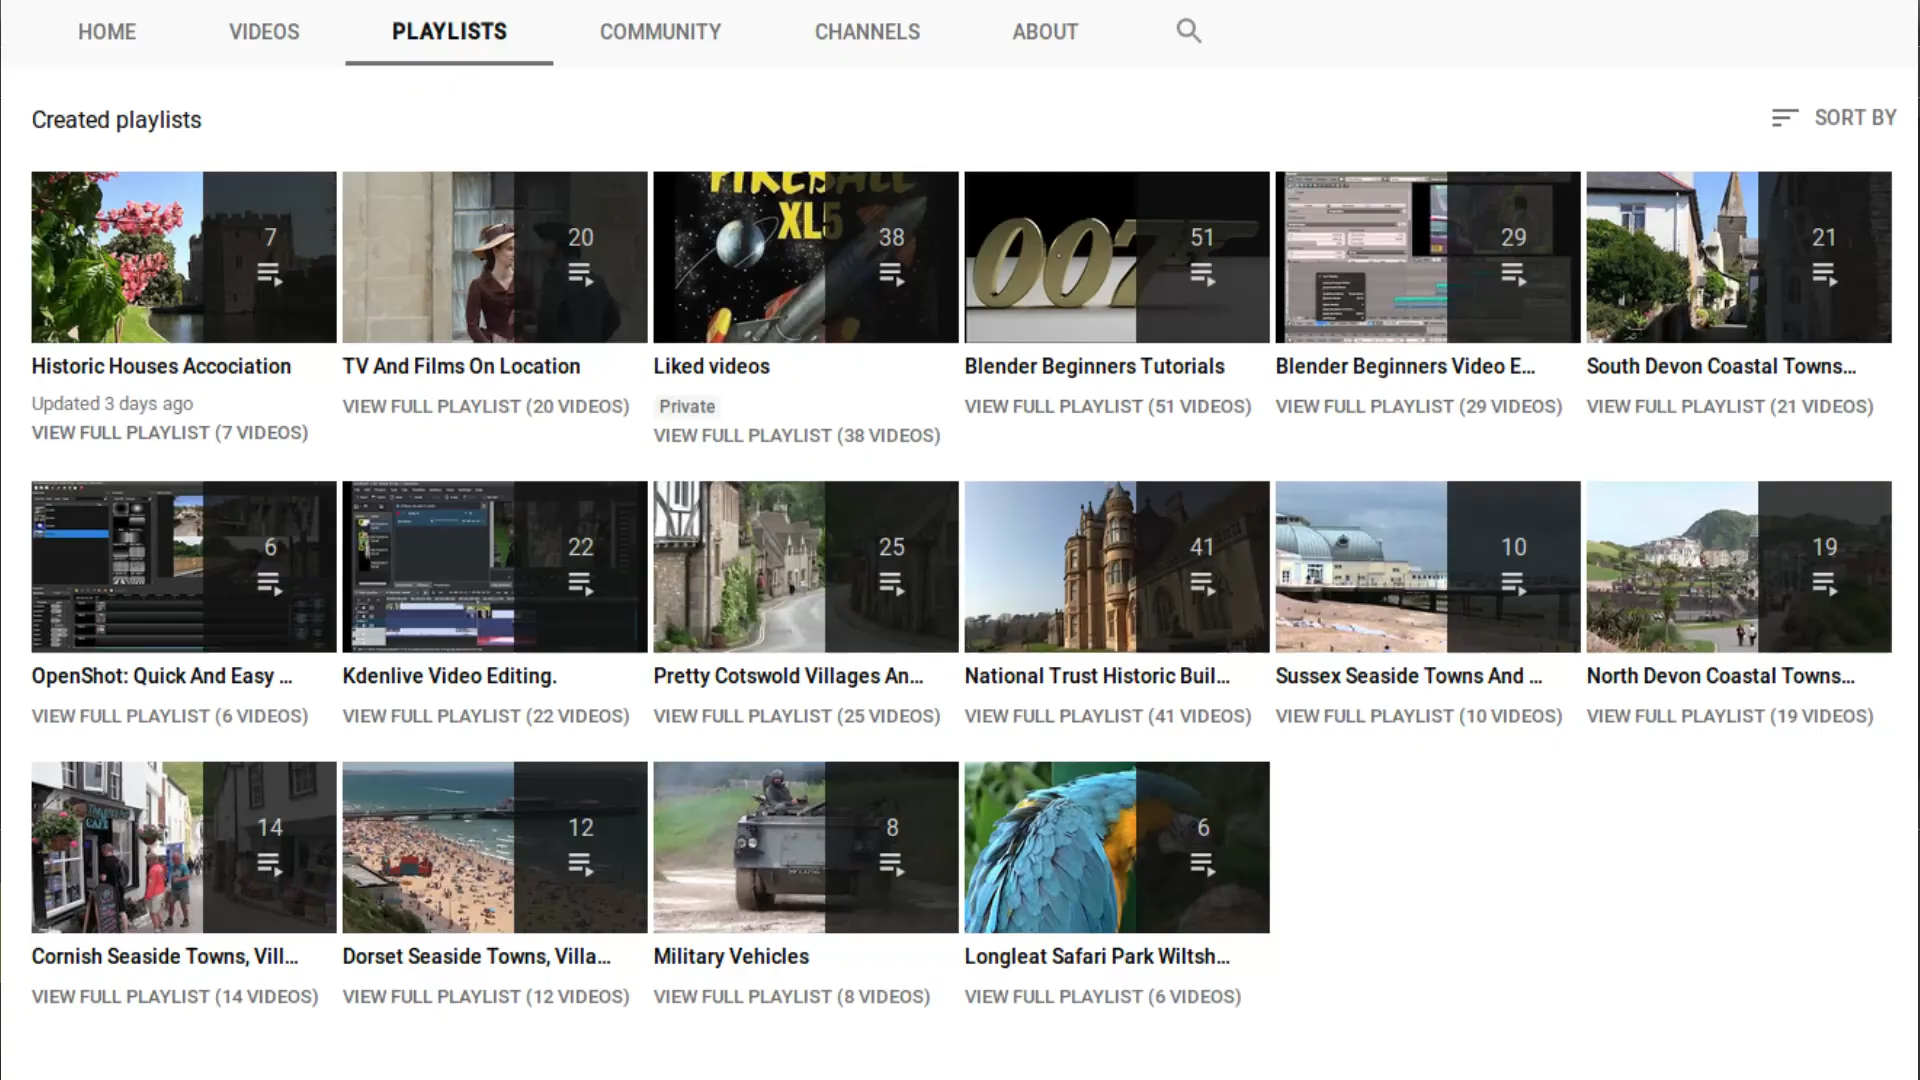 HOME VIDEOS PLAYLISTS COMMUNITY CHANNELS ABOUT
Created playlists
SORT BY
7 20 38 51 29 21
XL5
007
Historic Houses Accociation
Updated 3 days ago
VIEW FULL PLAYLIST (7 VIDEOS)
TV And Films On Location
VIEW FULL PLAYLIST (20 VIDEOS)
Liked videos
Private
VIEW FULL PLAYLIST (38 VIDEOS)
Blender Beginners Tutorials
VIEW FULL PLAYLIST (51 VIDEOS)
Blender Beginners Video E...
VIEW FULL PLAYLIST (29 VIDEOS)
South Devon Coastal Towns...
VIEW FULL PLAYLIST (21 VIDEOS)
6 22 25 41 10 19
OpenShot: Quick And Easy ...
VIEW FULL PLAYLIST (6 VIDEOS)
Kdenlive Video Editing.
VIEW FULL PLAYLIST (22 VIDEOS)
Pretty Cotswold Villages An...
VIEW FULL PLAYLIST (25 VIDEOS)
National Trust Historic Buil...
VIEW FULL PLAYLIST (41 VIDEOS)
Sussex Seaside Towns And ...
VIEW FULL PLAYLIST (10 VIDEOS)
North Devon Coastal Towns...
VIEW FULL PLAYLIST (19 VIDEOS)
14 12 8 6
CAFE
Cornish Seaside Towns, Vill...
VIEW FULL PLAYLIST (14 VIDEOS)
Dorset Seaside Towns, Villa...
VIEW FULL PLAYLIST (12 VIDEOS)
Military Vehicles
VIEW FULL PLAYLIST (8 VIDEOS)
Longleat Safari Park Wiltsh...
VIEW FULL PLAYLIST (6 VIDEOS)